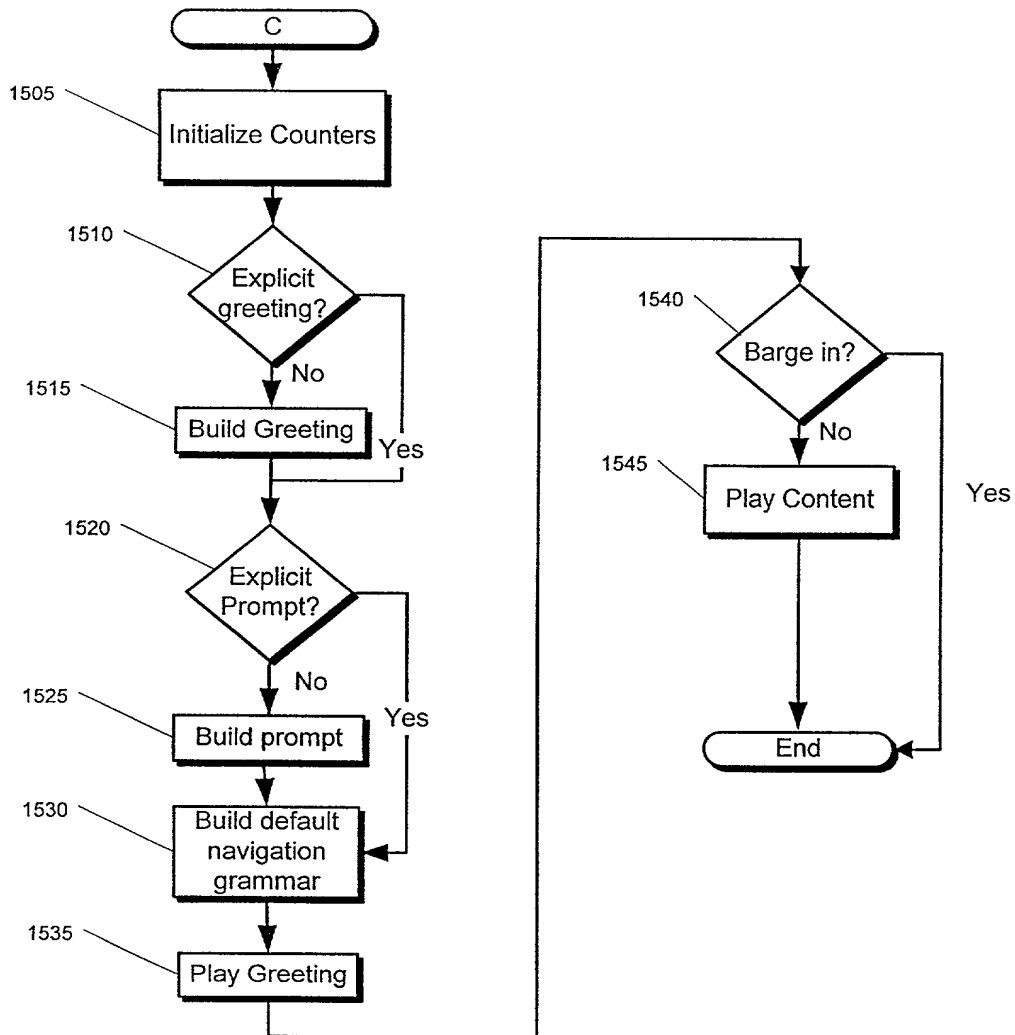 C
1505
Initialize Counters
1510
Explicit
greeting?
No
1515
Build Greeting
Yes
1520
Explicit
Prompt?
No
1525
Build prompt
Yes
1530
Build default
navigation
grammar
1535
Play Greeting
1540
Barge in?
No
1545
Play Content
Yes
End